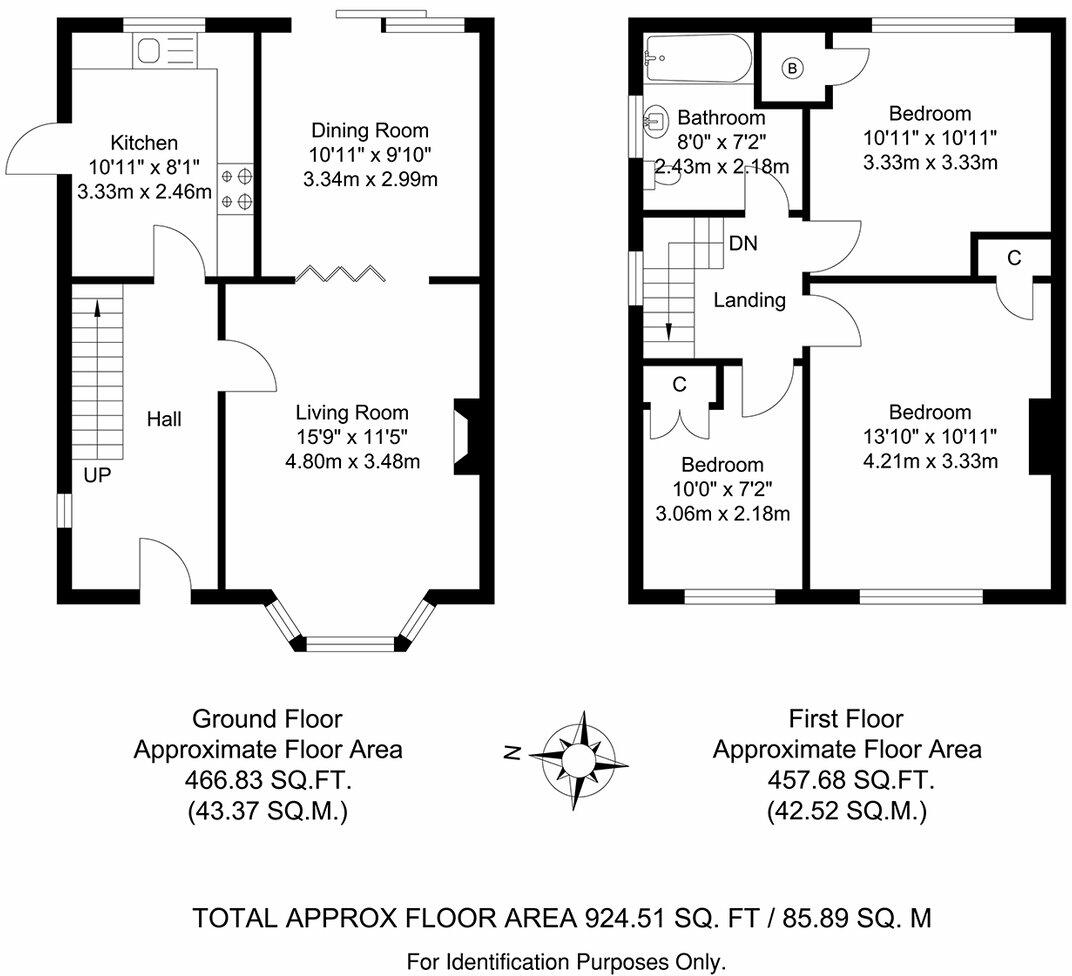 Kitchen
10'11" x 8'1"
3.33m x 2.46m
Dining Room
10'11" x 9'10"
3.34m x 2.99m
Hall
UP
Living Room
15'9" x 11'5"
4.80m x 3.48m
Bathroom
8'0" x 7'2"
2.43m x 2.18m
B
Bedroom
10'11" x 10'11"
3.33m x 3.33m
DN
Landing
C
C
Bedroom
10'0" x 7'2"
3.06m x 2.18m
Bedroom
13'10" x 10'11"
4.21m x 3.33m
Ground Floor
Approximate Floor Area
466.83 SQ.FT.
(43.37 SQ.M.)
N
First Floor
Approximate Floor Area
457.68 SQ.FT.
(42.52 SQ.M.)
TOTAL APPROX FLOOR AREA 924.51 SQ. FT / 85.89 SQ. M
For Identification Purposes Only.